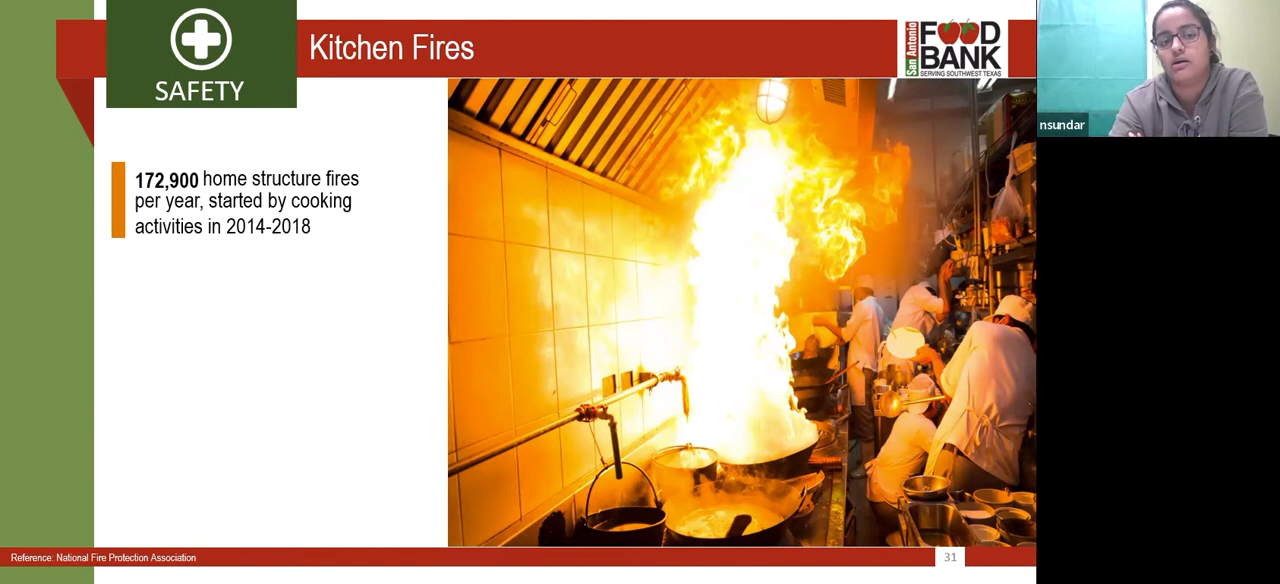 SAFETY
Kitchen Fires
San Antonio
FOOD
BANK
SERVING SOUTHWEST TEXAS
nsundar
172,900 home structure fires
per year, started by cooking
activities in 2014-2018
Reference: National Fire Protection Association
31